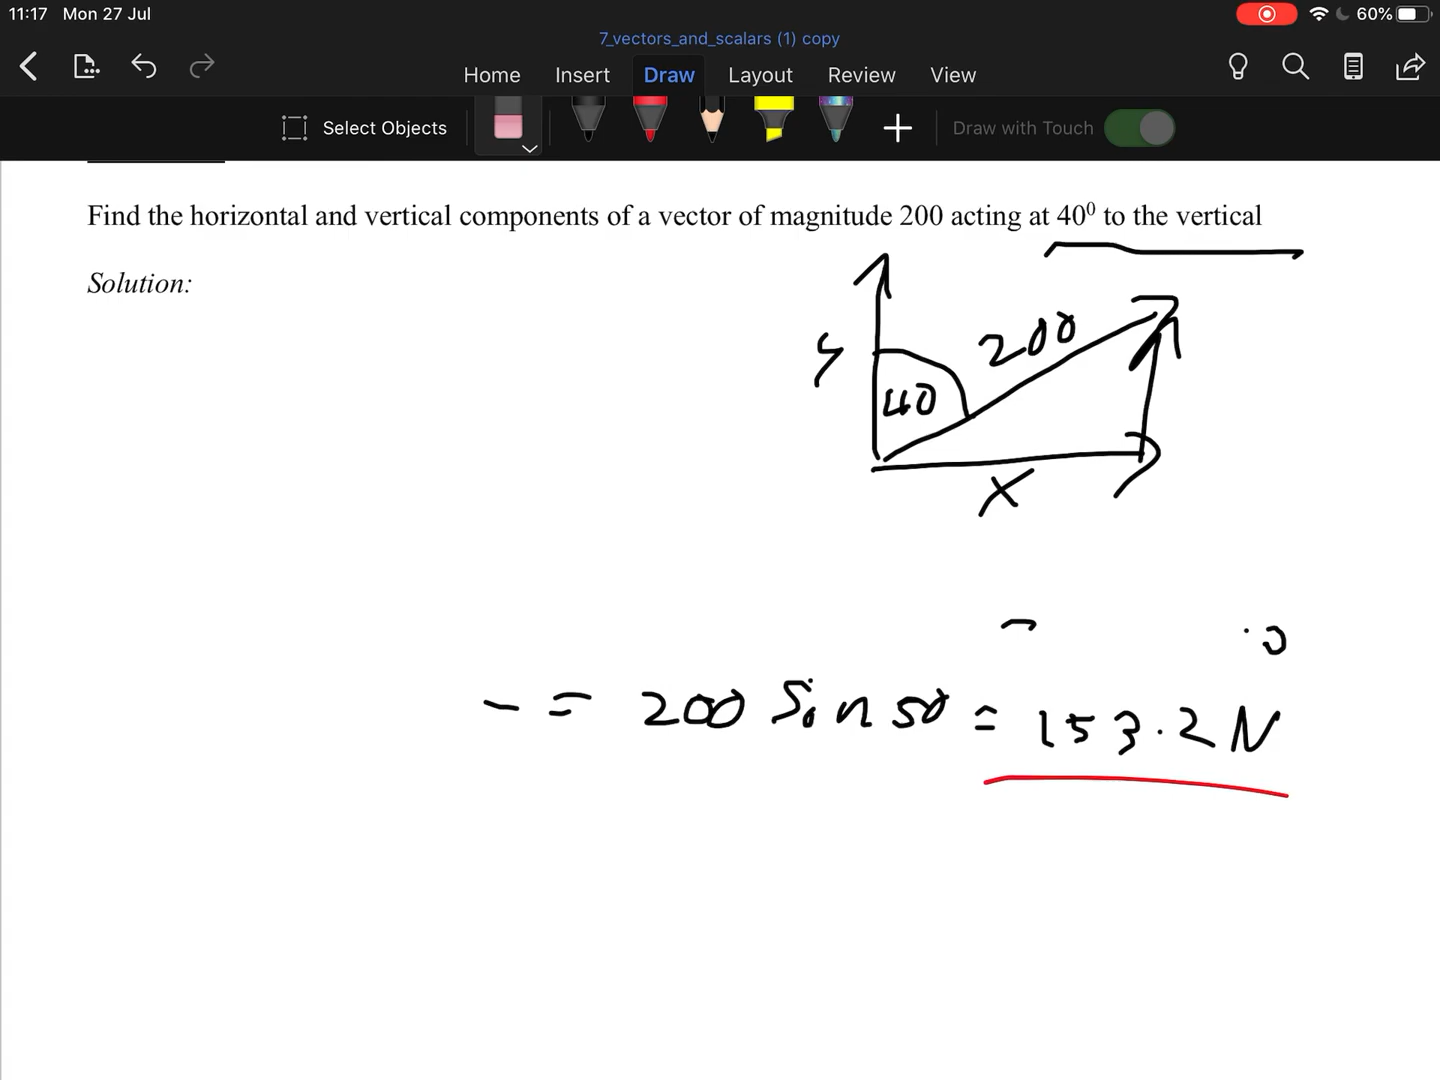 11:17 Mon 27 Jul
60%
7_vectors_and_scalars (1) copy
Home Insert Draw Layout Review View
Select Objects
Draw with Touch
Find the horizontal and vertical components of a vector of magnitude 200 acting at 40⁰ to the vertical
Solution:
200
y
40
x
= 200 Sin 50 = 153.2 N